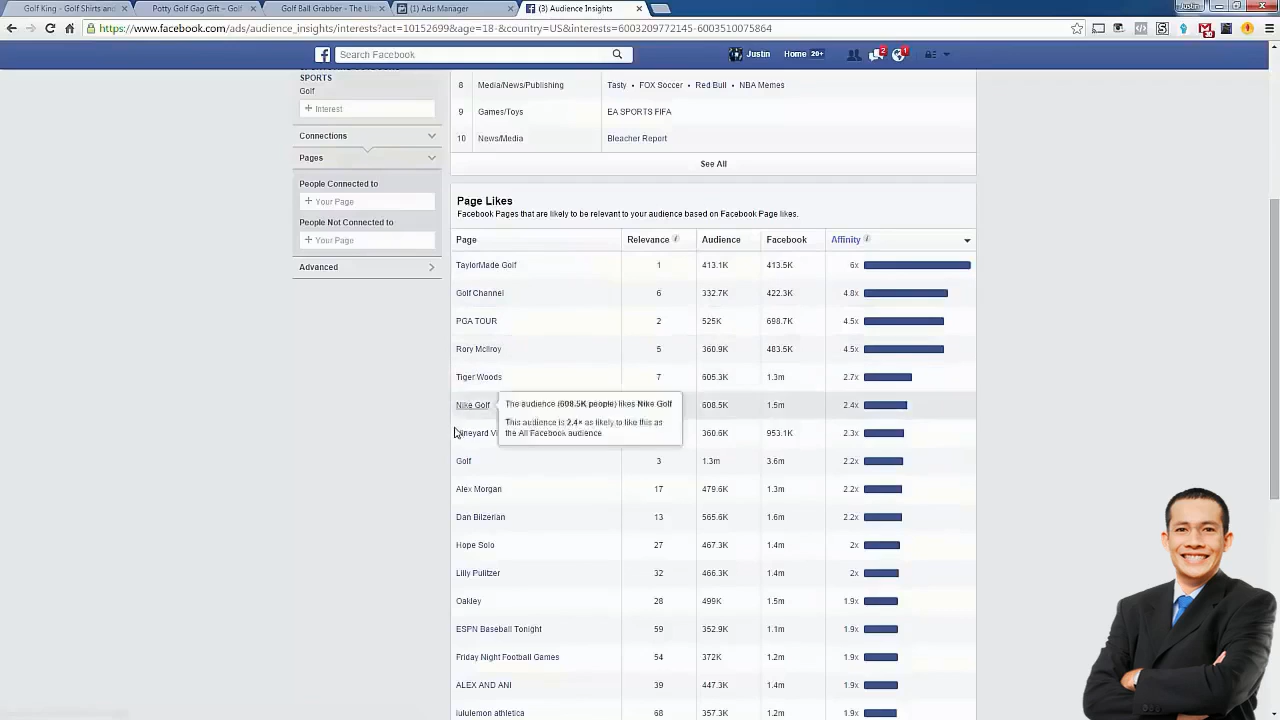 Golf King - Golf Shirts and
Potty Golf Gag Gift - Golf
Golf Ball Grabber - The Ulti
(1) Ads Manager
(3) Audience Insights
Justin
https://www.facebook.com/ads/audience_insights/interests?act=10152699&age=18-&country=US&interests=6003209772145-6003510075864
Search Facebook
Justin
Home 20+
2
1
SPORTS
Golf
+ Interest
Connections
Pages
People Connected to
+ Your Page
People Not Connected to
+ Your Page
Advanced
8 Media/News/Publishing Tasty • FOX Soccer • Red Bull • NBA Memes
9 Games/Toys EA SPORTS FIFA
10 News/Media Bleacher Report
See All
Page Likes
Facebook Pages that are likely to be relevant to your audience based on Facebook Page likes.
Page Relevance i Audience Facebook Affinity i
TaylorMade Golf 1 413.1K 413.5K 6x
Golf Channel 6 332.7K 422.3K 4.8x
PGA TOUR 2 525K 698.7K 4.5x
Rory McIlroy 5 360.9K 483.5K 4.5x
Tiger Woods 7 605.3K 1.3m 2.7x
Nike Golf 608.5K 1.5m 2.4x
The audience (608.5K people) likes Nike Golf
This audience is 2.4× as likely to like this as
the All Facebook audience
360.6K 953.1K 2.3x
Golf 3 1.3m 3.6m 2.2x
Alex Morgan 17 479.6K 1.3m 2.2x
Dan Bilzerian 13 565.6K 1.6m 2.2x
Hope Solo 27 467.3K 1.4m 2x
Lilly Pulitzer 32 466.3K 1.4m 2x
Oakley 28 499K 1.5m 1.9x
ESPN Baseball Tonight 59 352.9K 1.1m 1.9x
Friday Night Football Games 54 372K 1.2m 1.9x
ALEX AND ANI 39 447.3K 1.4m 1.9x
lululemon athletica 68 357.3K 1.2m 1.9x